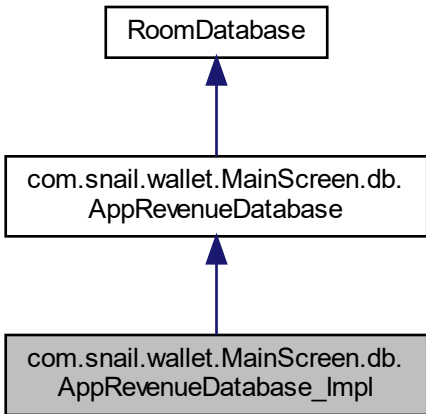 RoomDatabase
com.snail.wallet.MainScreen.db.
AppRevenueDatabase
com.snail.wallet.MainScreen.db.
AppRevenueDatabase_Impl